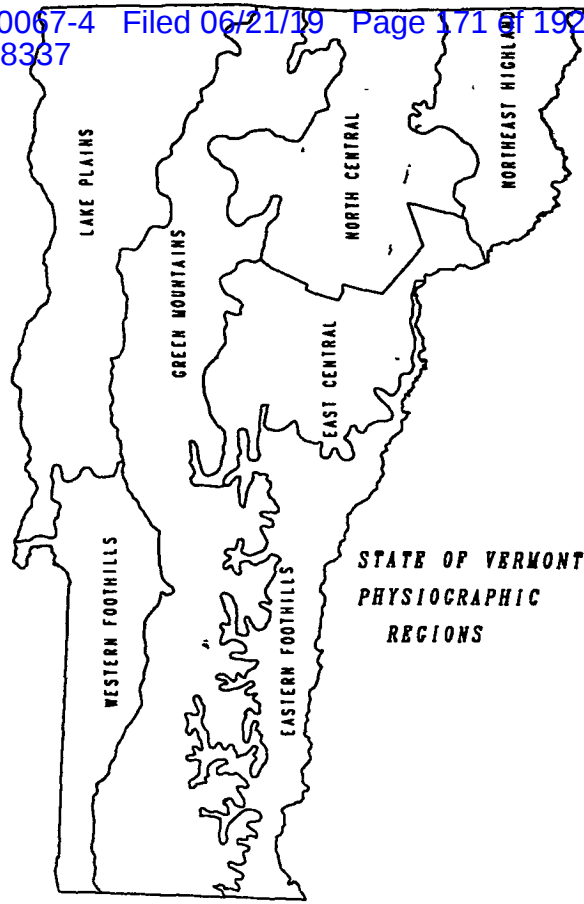 0067-4 Filed 06/21/19 Page 171 of 192
8337
LAKE PLAINS
GREEN MOUNTAINS
NORTH CENTRAL
NORTHEAST HIGHLAND
EAST CENTRAL
WESTERN FOOTHILLS
EASTERN FOOTHILLS
STATE OF VERMONT
PHYSIOGRAPHIC
REGIONS